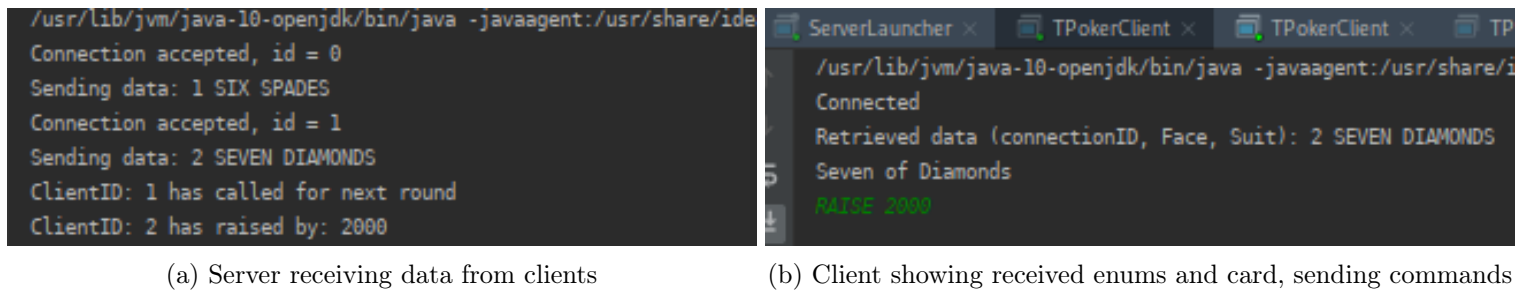 /usr/lib/jvm/java-10-openjdk/bin/java -javaagent:/usr/share/ide
Connection accepted, id = 0
Sending data: 1 SIX SPADES
Connection accepted, id = 1
Sending data: 2 SEVEN DIAMONDS
ClientID: 1 has called for next round
ClientID: 2 has raised by: 2000
(a) Server receiving data from clients
ServerLauncher × TPokerClient × TPokerClient × TP
/usr/lib/jvm/java-10-openjdk/bin/java -javaagent:/usr/share/i
Connected
Retrieved data (connectionID, Face, Suit): 2 SEVEN DIAMONDS
Seven of Diamonds
RAISE 2000
(b) Client showing received enums and card, sending commands